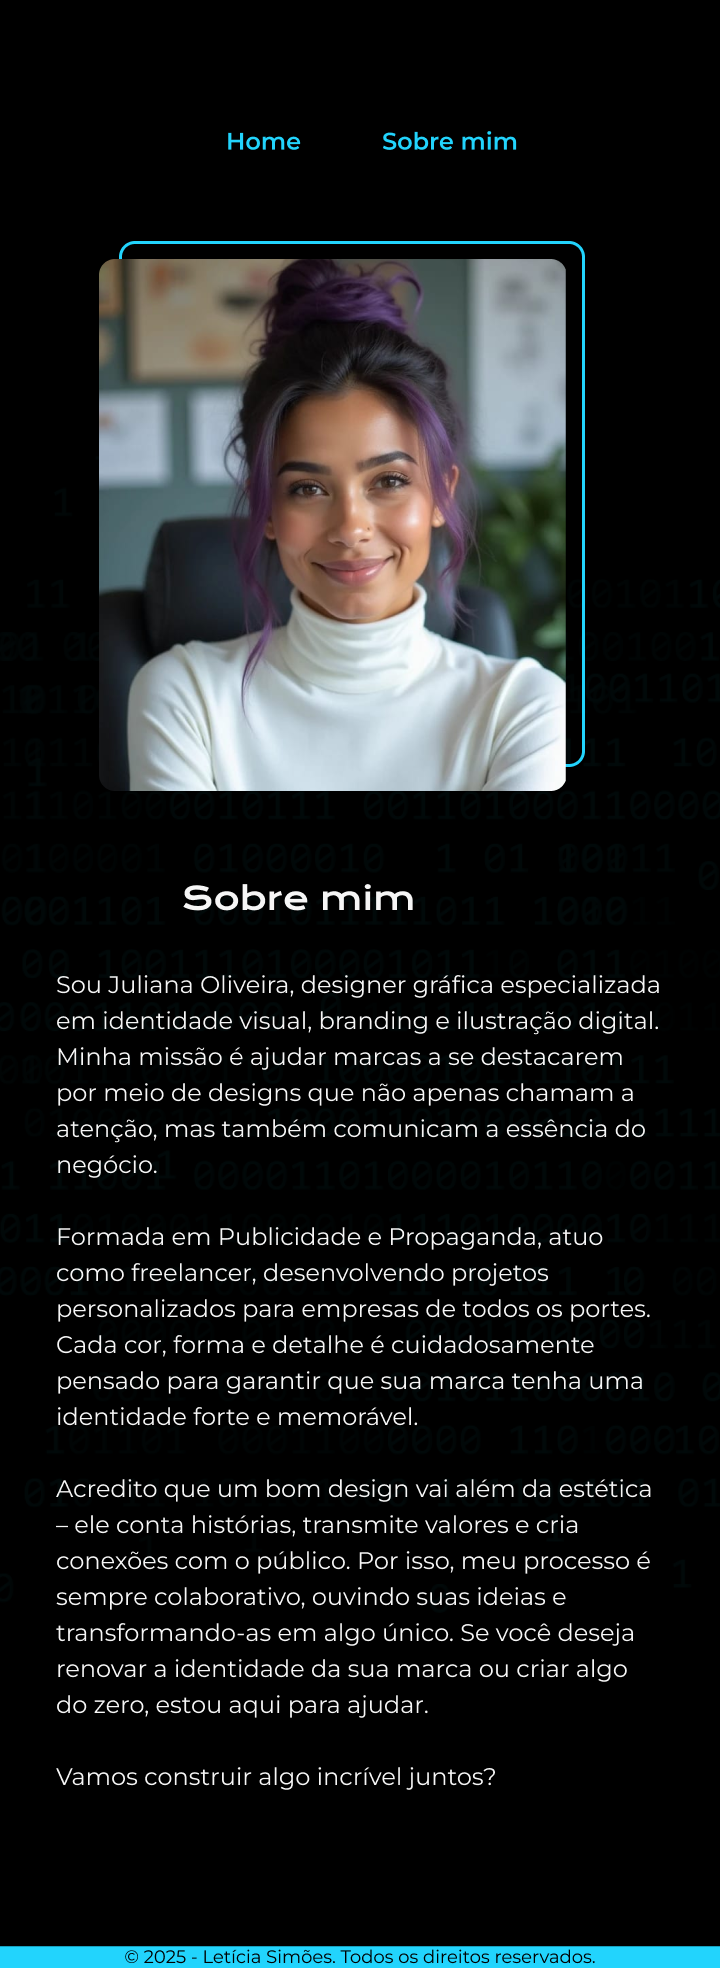 Home Sobre mim
Sobre mim
Sou Juliana Oliveira, designer gráfica especializada
em identidade visual, branding e ilustração digital.
Minha missão é ajudar marcas a se destacarem
por meio de designs que não apenas chamam a
atenção, mas também comunicam a essência do
negócio.
Formada em Publicidade e Propaganda, atuo
como freelancer, desenvolvendo projetos
personalizados para empresas de todos os portes.
Cada cor, forma e detalhe é cuidadosamente
pensado para garantir que sua marca tenha uma
identidade forte e memorável.
Acredito que um bom design vai além da estética
– ele conta histórias, transmite valores e cria
conexões com o público. Por isso, meu processo é
sempre colaborativo, ouvindo suas ideias e
transformando-as em algo único. Se você deseja
renovar a identidade da sua marca ou criar algo
do zero, estou aqui para ajudar.
Vamos construir algo incrível juntos?
© 2025 - Letícia Simões. Todos os direitos reservados.